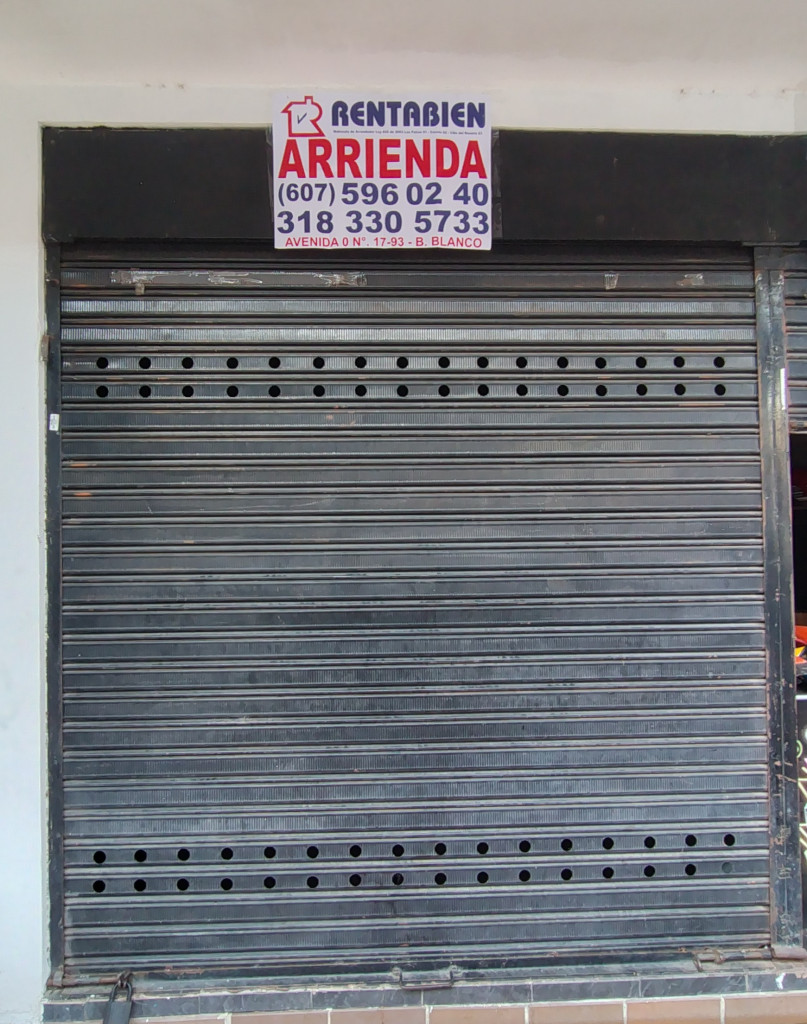 RENTABIEN
ARRIENDA
(607) 596 02 40
318 330 5733
AVENIDA 0 N°. 17-93 - B. BLANCO